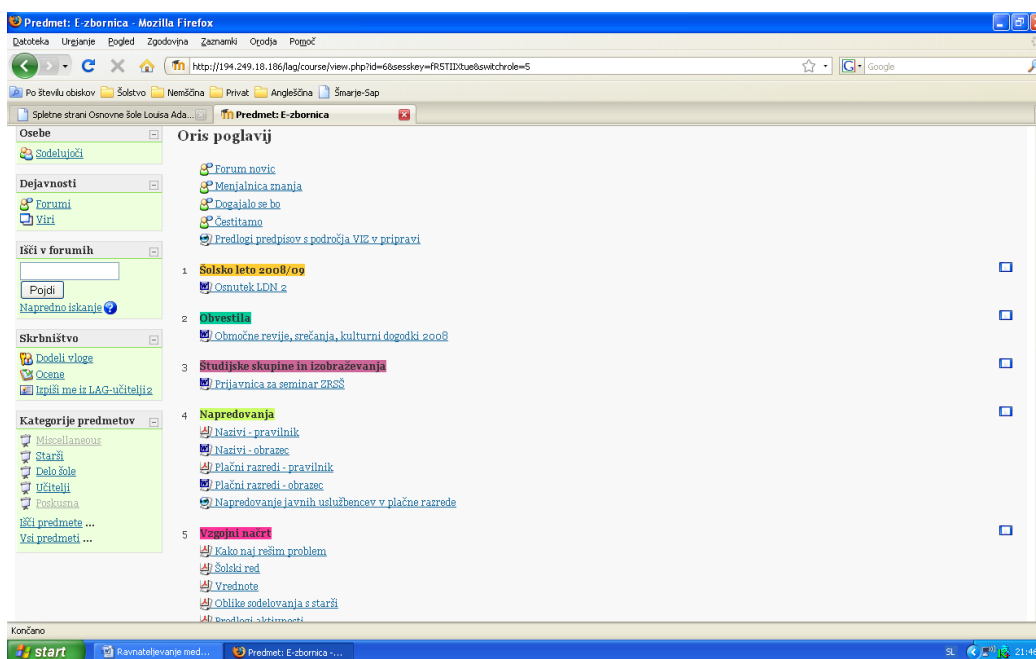 Predmet: E-zbornica - Mozilla Firefox
Datoteka Urejanje Pogled Zgodovina Zaznamki Orodja Pomoč
http://194.249.18.186/lag/course/view.php?id=6&sesskey=fR5TIIXtue&switchrole=5
Google
Po številu obiskov Šolstvo Nemščina Privat Angleščina Šmarje-Sap
Spletne strani Osnovne šole Louisa Ada... Predmet: E-zbornica
Osebe
Sodelujoči
Dejavnosti
Forumi
Viri
Išči v forumih
Pojdi
Napredno iskanje
Skrbništvo
Dodeli vloge
Ocene
Izpiši me iz LAG-učitelji2
Kategorije predmetov
Miscellaneous
Starši
Delo šole
Učitelji
Poskusna
Išči predmete ...
Vsi predmeti ...
Oris poglavij
Forum novic
Menjalnica znanja
Dogajalo se bo
Čestitamo
Predlogi predpisov s področja VIZ v pripravi
1 Šolsko leto 2008/09
Osnutek LDN 2
2 Obvestila
Območne revije, srečanja, kulturni dogodki 2008
3 Studijske skupine in izobraževanja
Prijavnica za seminar ZRSŠ
4 Napredovanja
Nazivi - pravilnik
Nazivi - obrazec
Plačni razredi - pravilnik
Plačni razredi - obrazec
Napredovanje javnih uslužbencev v plačne razrede
5 Vzgojni načrt
Kako naj rešim problem
Šolski red
Vrednote
Oblike sodelovanja s starši
Predlogi aktivnosti
Končano
start Ravnateljevanje med... Predmet: E-zbornica -... SL 21:46